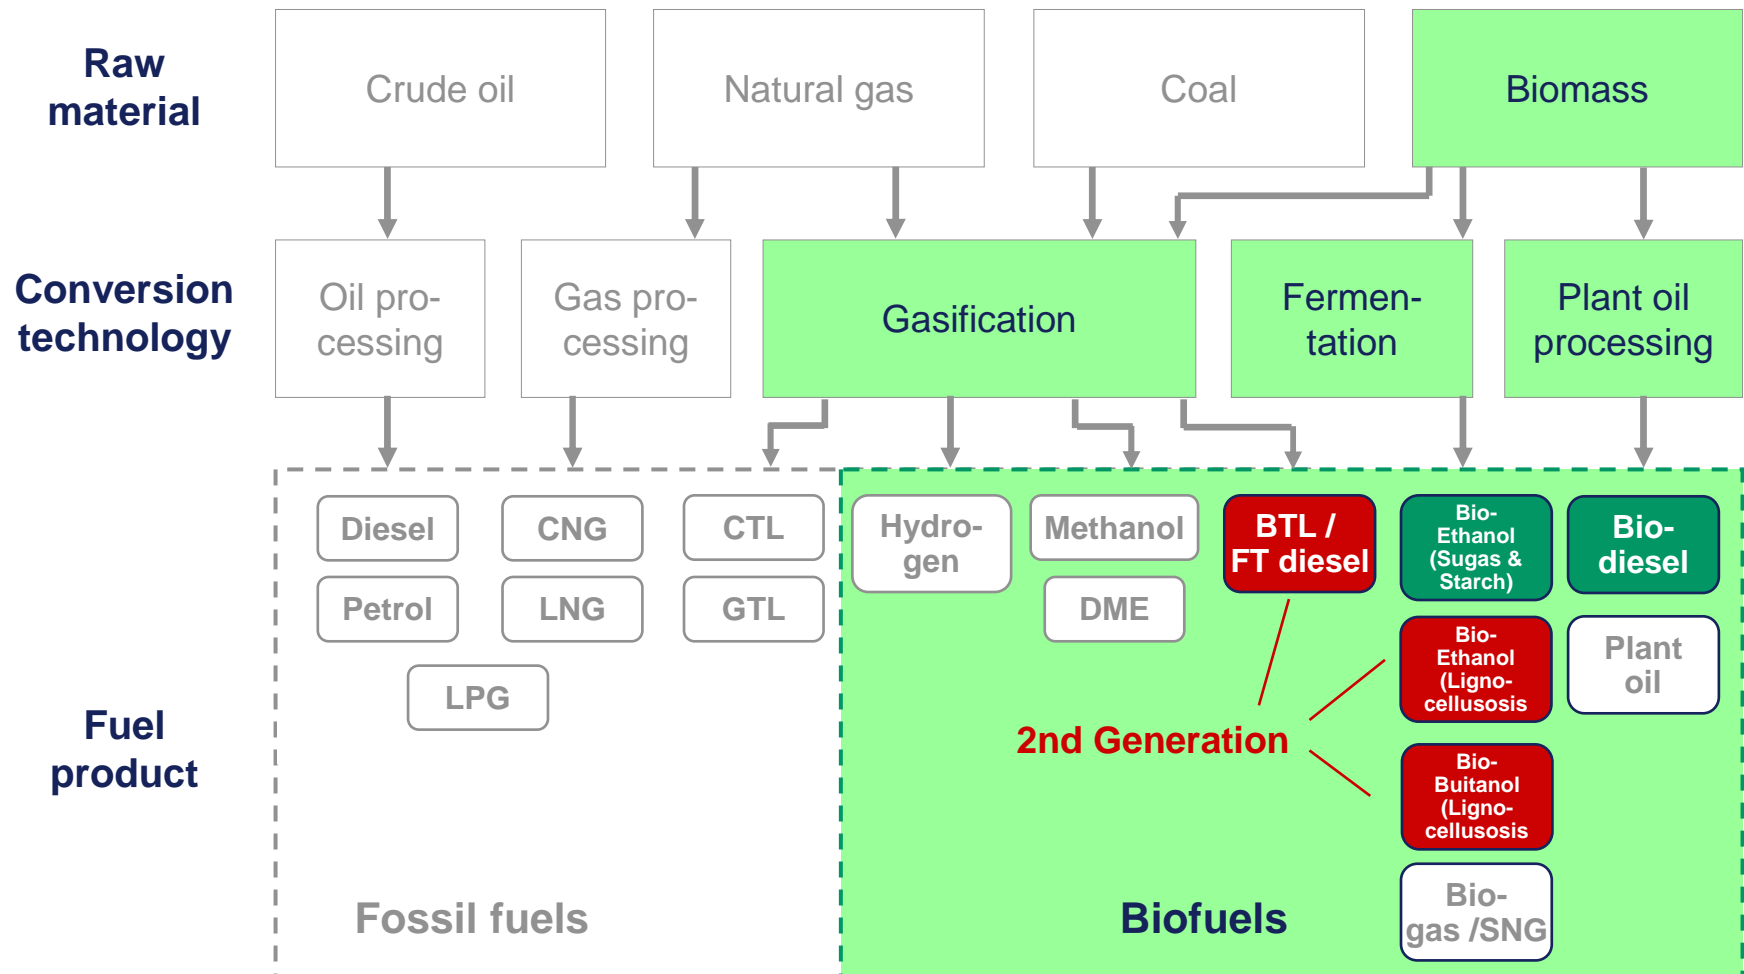 Raw
material
Crude oil
Natural gas
Coal
Biomass
Conversion
technology
Oil pro-
cessing
Gas pro-
cessing
Gasification
Fermen-
tation
Plant oil
processing
Fuel
product
Diesel
CNG
CTL
Petrol
LNG
GTL
LPG
Fossil fuels
Hydro-
gen
Methanol
DME
BTL /
FT diesel
Bio-
Ethanol
(Sugas &
Starch)
Bio-
diesel
Bio-
Ethanol
(Ligno-
cellusosis
Plant
oil
2nd Generation
Bio-
Buitanol
(Ligno-
cellusosis
Bio-
gas /SNG
Biofuels